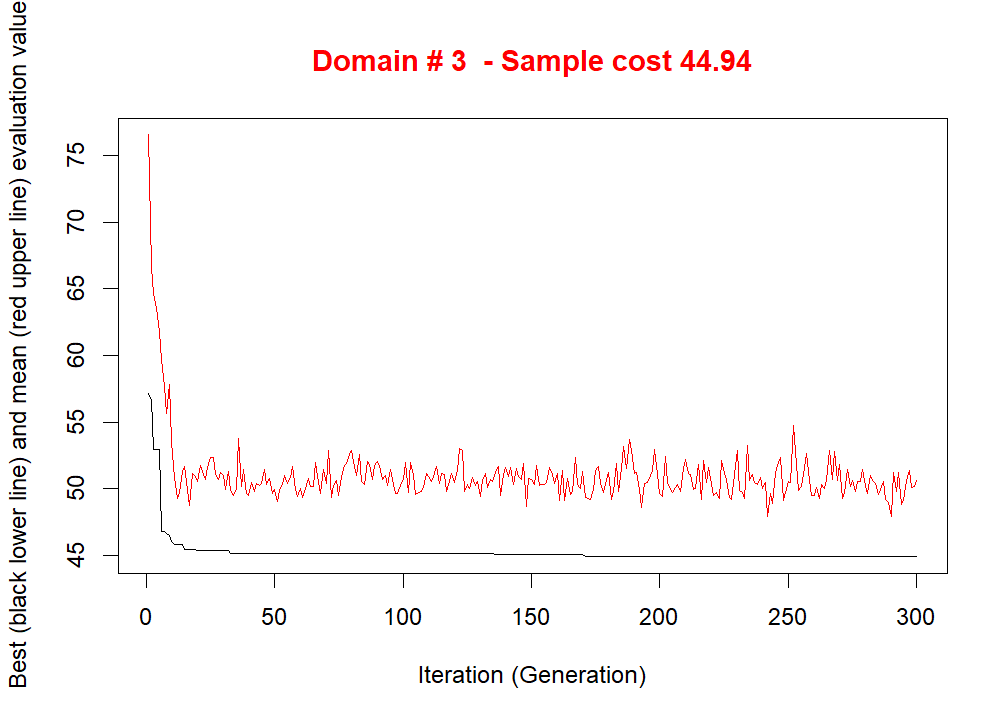 Domain # 3  - Sample cost 44.94
Best (black lower line) and mean (red upper line) evaluation value
75
70
65
60
55
50
45
0 50 100 150 200 250 300
Iteration (Generation)